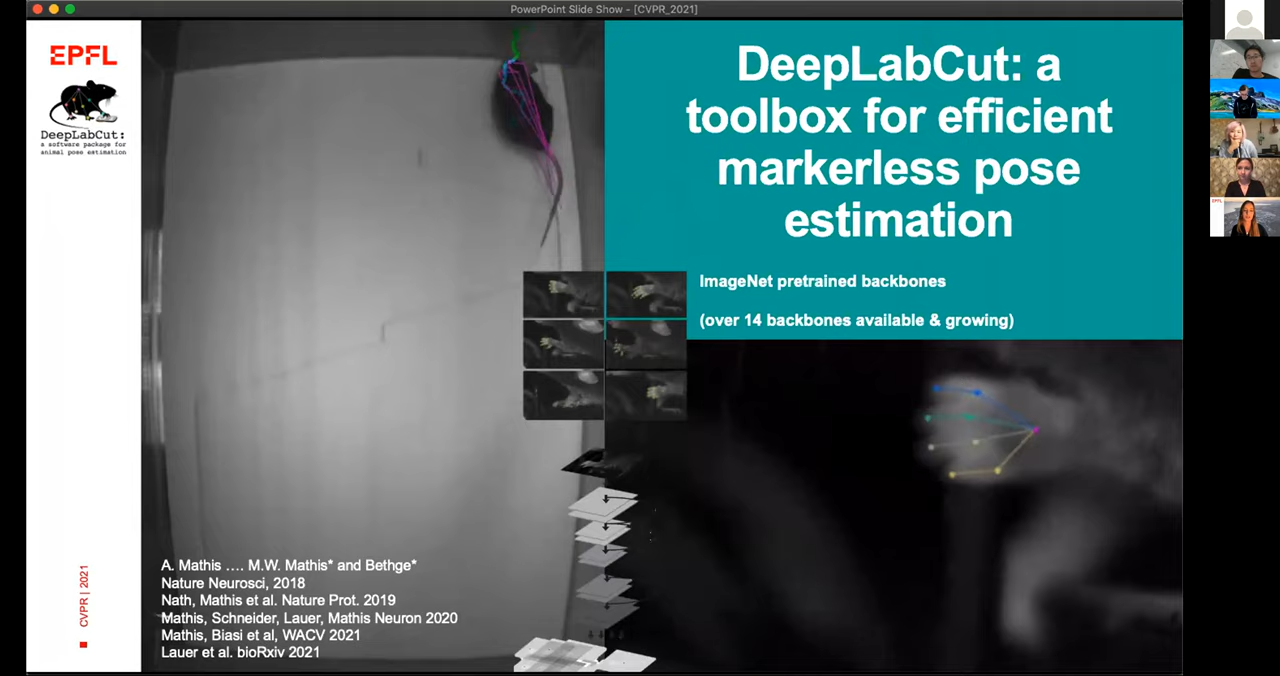 PowerPoint Slide Show - [CVPR_2021]
EPFL
DeepLabCut:
a software package for
animal pose estimation
DeepLabCut: a
toolbox for efficient
markerless pose
estimation
ImageNet pretrained backbones
(over 14 backbones available & growing)
A. Mathis …. M.W. Mathis* and Bethge*
Nature Neurosci, 2018
Nath, Mathis et al. Nature Prot. 2019
Mathis, Schneider, Lauer, Mathis Neuron 2020
Mathis, Biasi et al, WACV 2021
Lauer et al. bioRxiv 2021
CVPR | 2021
EPFL